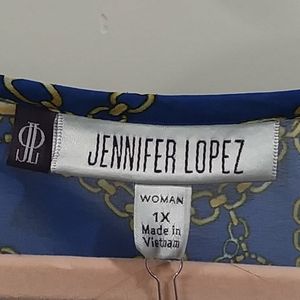 JL
JENNIFER LOPEZ
WOMAN
1X
Made in
Vietnam